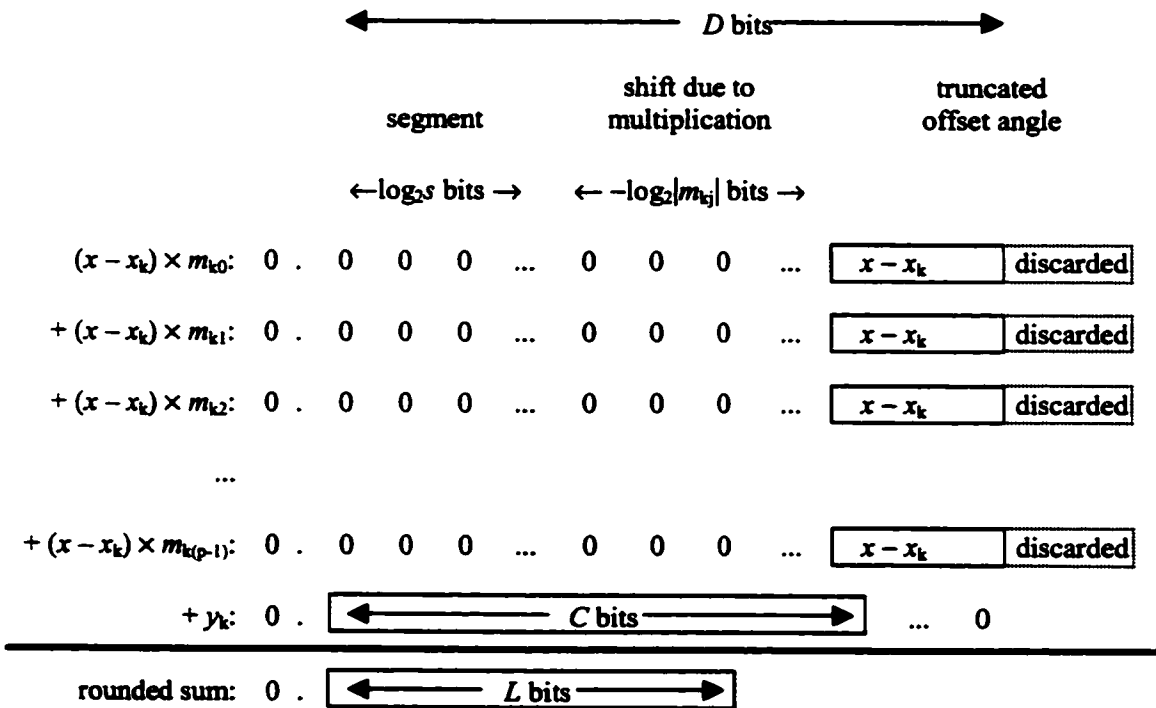 D bits
segment
shift due to multiplication
truncated offset angle
←log₂s bits →
← –log₂|mₖⱼ| bits →
(x – xₖ) × mₖ₀: 0 . 0 0 0 ... 0 0 0 ... x – xₖ discarded
+ (x – xₖ) × mₖ₁: 0 . 0 0 0 ... 0 0 0 ... x – xₖ discarded
+ (x – xₖ) × mₖ₂: 0 . 0 0 0 ... 0 0 0 ... x – xₖ discarded
...
+ (x – xₖ) × mₖ₍ₚ₋₁₎: 0 . 0 0 0 ... 0 0 0 ... x – xₖ discarded
+ yₖ: 0 . C bits ... 0
rounded sum: 0 . L bits